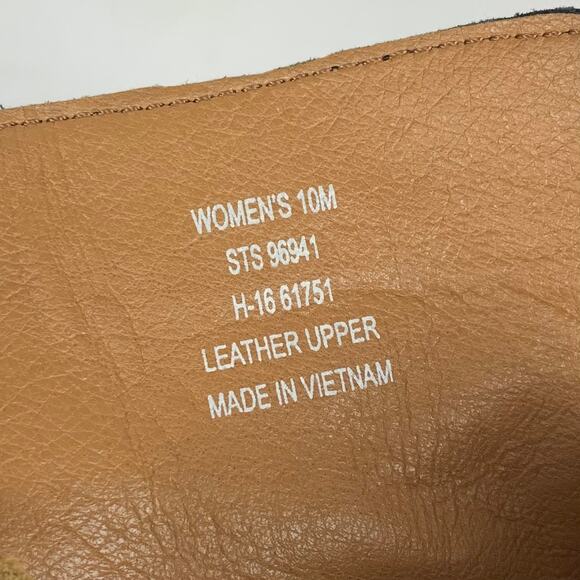 WOMEN'S 10M
STS 96941
H-16 61751
LEATHER UPPER
MADE IN VIETNAM